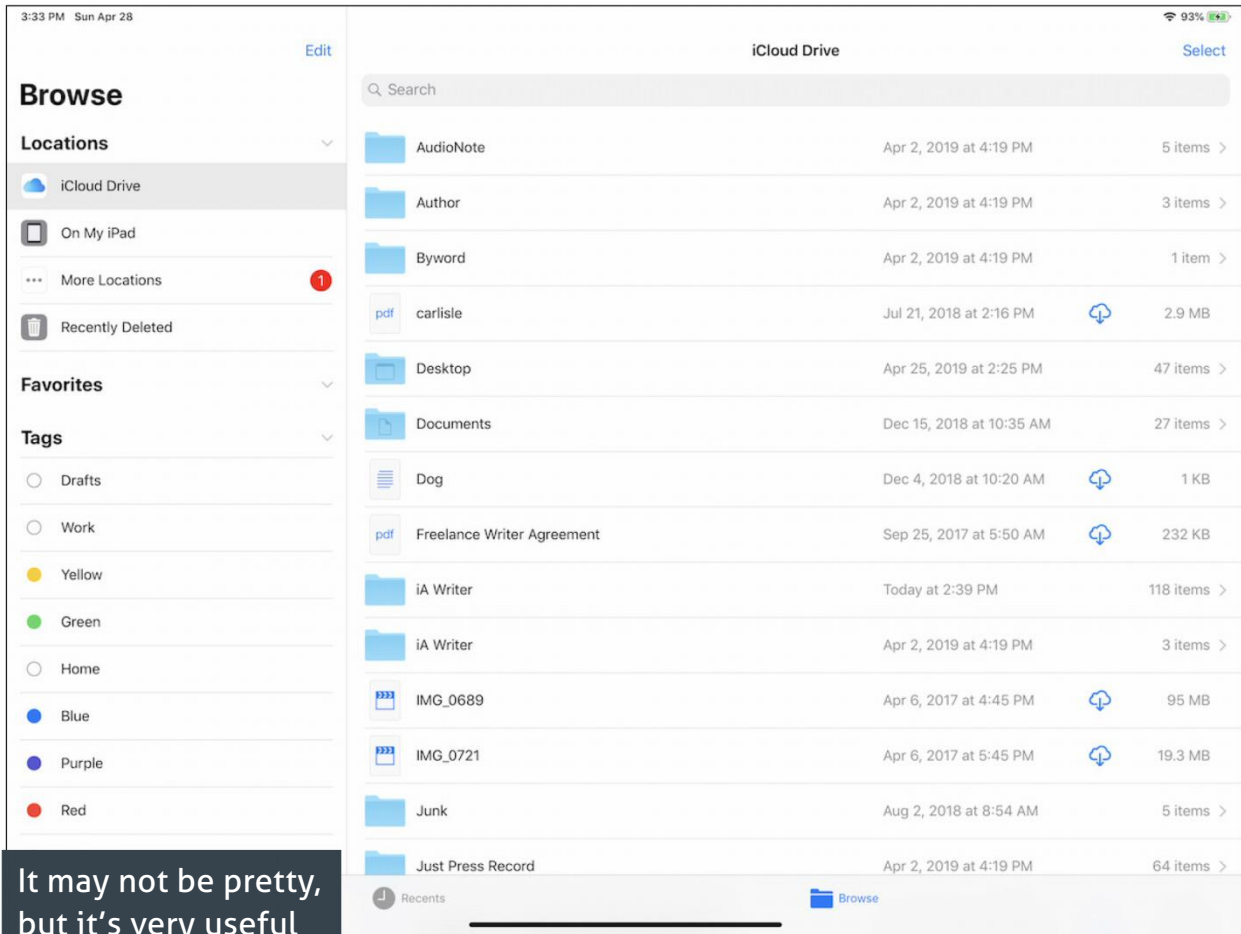 3:33 PM Sun Apr 28
93%
Edit
Browse
Locations
iCloud Drive
On My iPad
More Locations
1
Recently Deleted
Favorites
Tags
Drafts
Work
Yellow
Green
Home
Blue
Purple
Red
It may not be pretty,
but it's very useful
iCloud Drive
Select
Search
AudioNote Apr 2, 2019 at 4:19 PM 5 items
Author Apr 2, 2019 at 4:19 PM 3 items
Byword Apr 2, 2019 at 4:19 PM 1 item
pdf carlisle Jul 21, 2018 at 2:16 PM 2.9 MB
Desktop Apr 25, 2019 at 2:25 PM 47 items
Documents Dec 15, 2018 at 10:35 AM 27 items
Dog Dec 4, 2018 at 10:20 AM 1 KB
pdf Freelance Writer Agreement Sep 25, 2017 at 5:50 AM 232 KB
iA Writer Today at 2:39 PM 118 items
iA Writer Apr 2, 2019 at 4:19 PM 3 items
IMG_0689 Apr 6, 2017 at 4:45 PM 95 MB
IMG_0721 Apr 6, 2017 at 5:45 PM 19.3 MB
Junk Aug 2, 2018 at 8:54 AM 5 items
Just Press Record Apr 2, 2019 at 4:19 PM 64 items
Recents
Browse